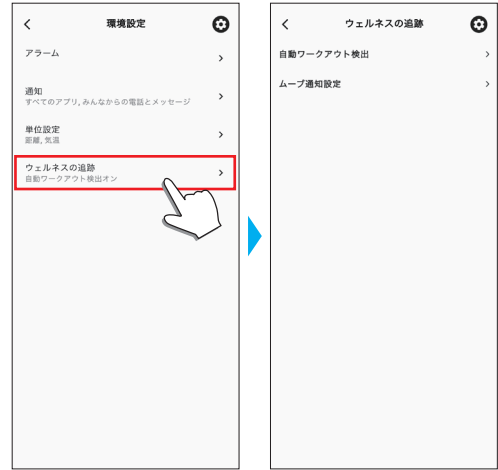 環境設定
アラーム
通知
すべてのアプリ, みんなからの電話とメッセージ
単位設定
距離, 気温
ウェルネスの追跡
自動ワークアウト検出オン
ウェルネスの追跡
自動ワークアウト検出
ムーブ通知設定